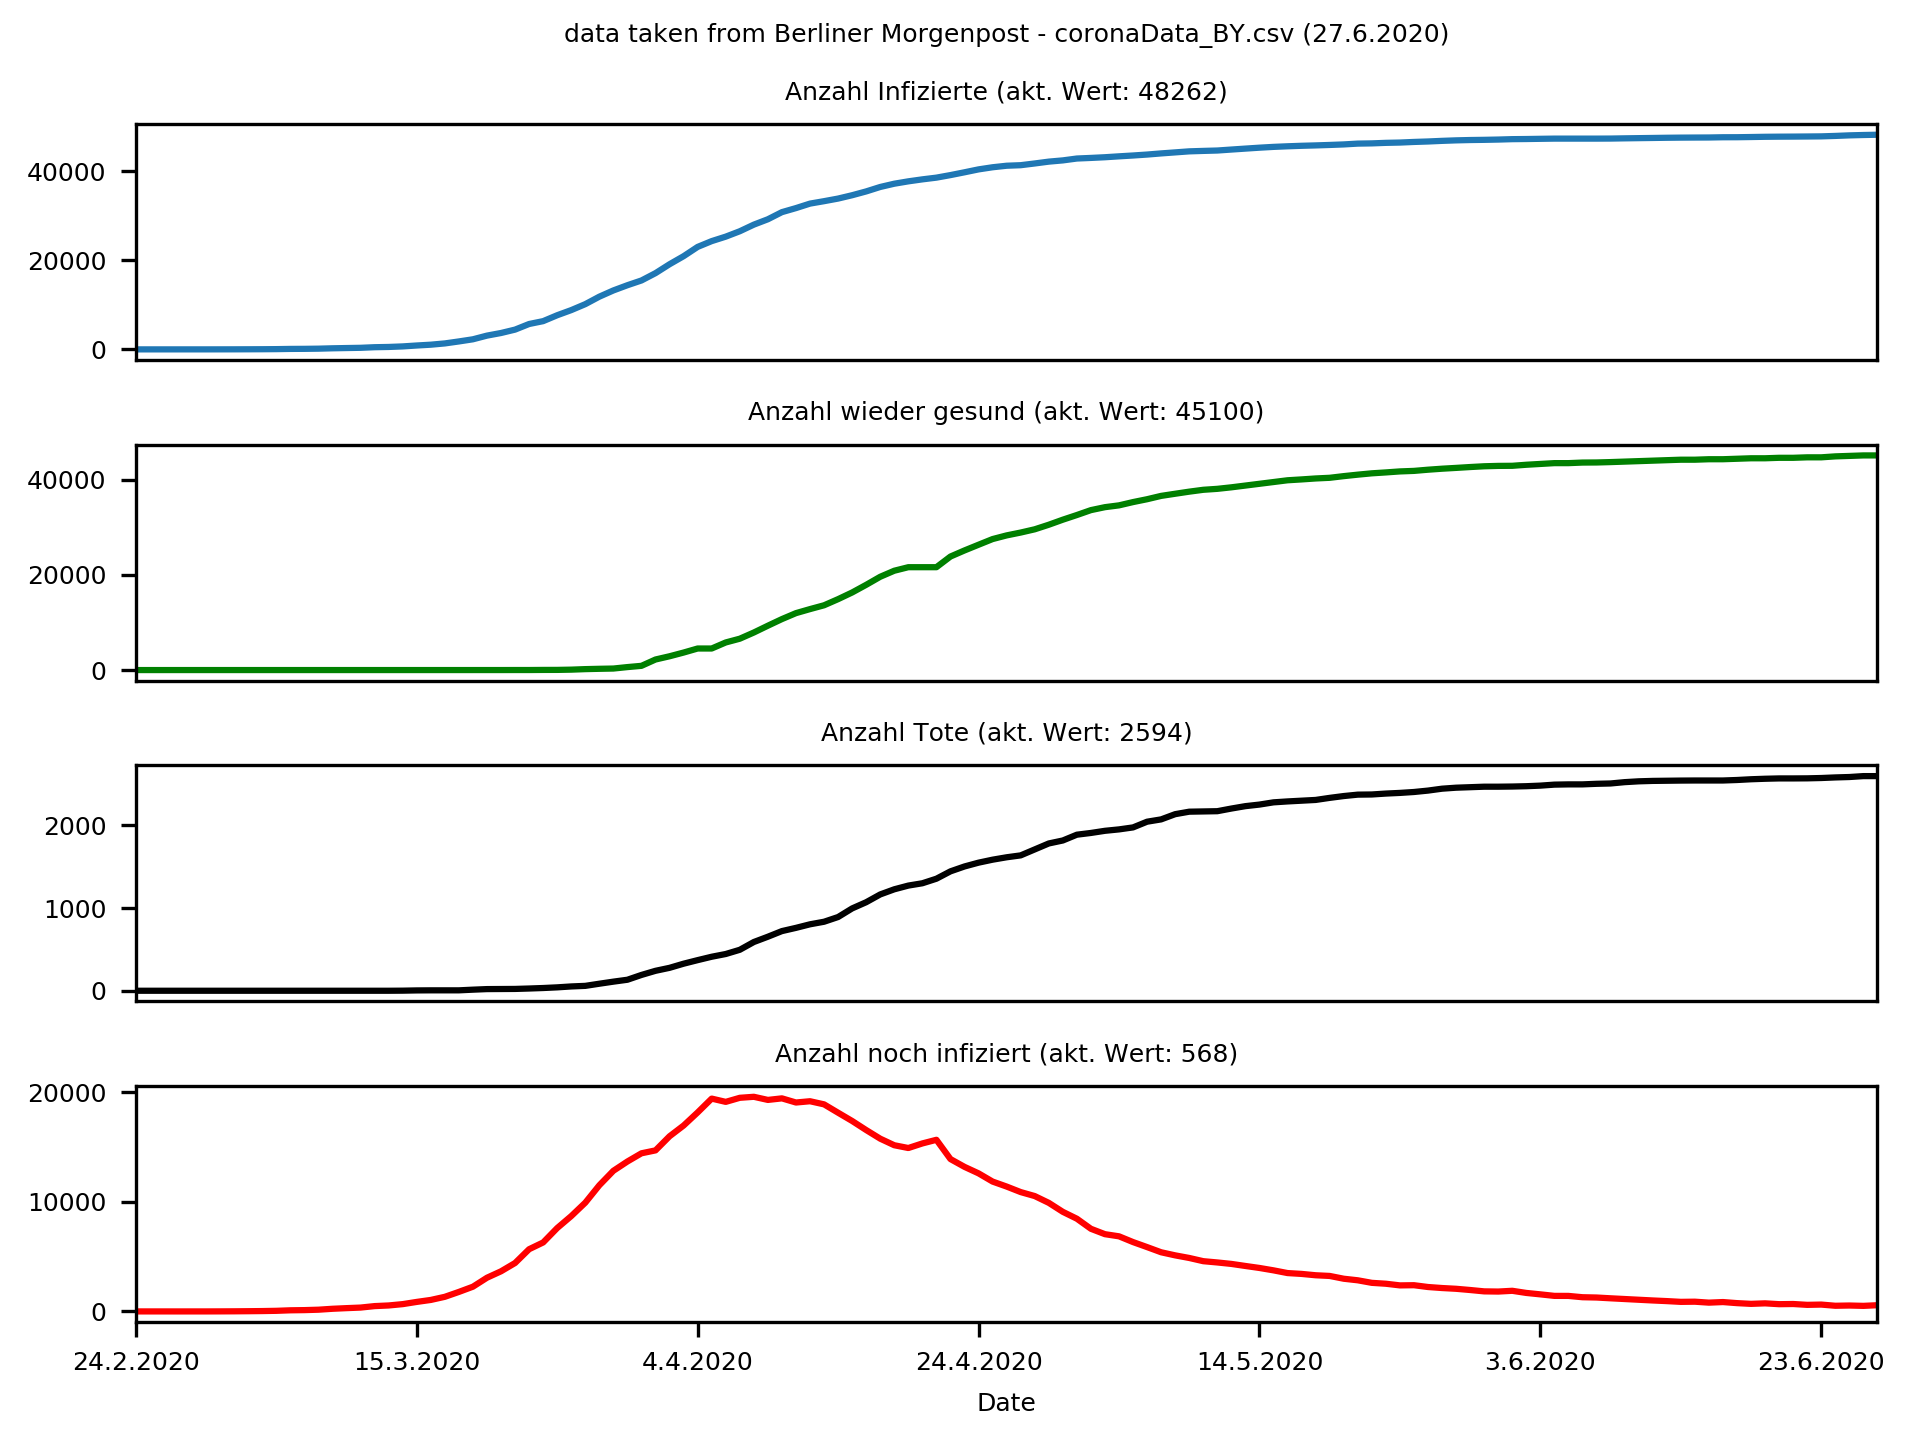 data taken from Berliner Morgenpost - coronaData_BY.csv (27.6.2020)
Anzahl Infizierte (akt. Wert: 48262)
40000
20000
0
Anzahl wieder gesund (akt. Wert: 45100)
40000
20000
0
Anzahl Tote (akt. Wert: 2594)
2000
1000
0
Anzahl noch infiziert (akt. Wert: 568)
20000
10000
0
24.2.2020 15.3.2020 4.4.2020 24.4.2020 14.5.2020 3.6.2020 23.6.2020
Date